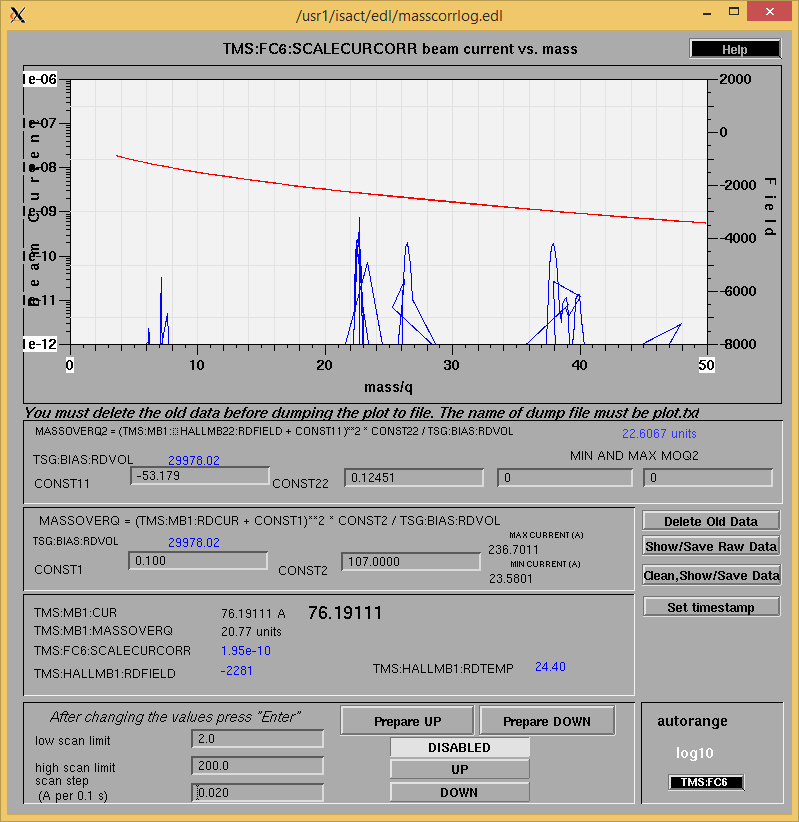 /usr1/isact/edl/masscorrlog.edl
TMS:FC6:SCALECURCORR beam current vs. mass
Help
1e-06
1e-07
1e-08
1e-09
1e-10
1e-11
1e-12
Beam Current
2000
0
-2000
-4000
-6000
-8000
Field
0 10 20 30 40 50
mass/q
You must delete the old data before dumping the plot to file. The name of dump file must be plot.txt
MASSOVERQ2 = (TMS:MB1:HALLMB22:RDFIELD + CONST11)**2 * CONST22 / TSG:BIAS:RDVOL
22.6067 units
TSG:BIAS:RDVOL 29978.02
MIN AND MAX MOQ2
CONST11 -53.179 CONST22 0.12451 0 0
MASSOVERQ = (TMS:MB1:RDCUR + CONST1)**2 * CONST2 / TSG:BIAS:RDVOL
TSG:BIAS:RDVOL 29978.02
MAX CURRENT (A)
236.7011
MIN CURRENT (A)
23.5801
CONST1 0.100 CONST2 107.0000
Delete Old Data
Show/Save Raw Data
Clean,Show/Save Data
Set timestamp
TMS:MB1:CUR 76.19111 A 76.19111
TMS:MB1:MASSOVERQ 20.77 units
TMS:FC6:SCALECURCORR 1.95e-10
TMS:HALLMB1:RDFIELD -2281
TMS:HALLMB1:RDTEMP 24.40
After changing the values press "Enter"
low scan limit 2.0
high scan limit 200.0
scan step
(A per 0.1 s) 0.020
Prepare UP
Prepare DOWN
DISABLED
UP
DOWN
autorange
log10
TMS:FC6